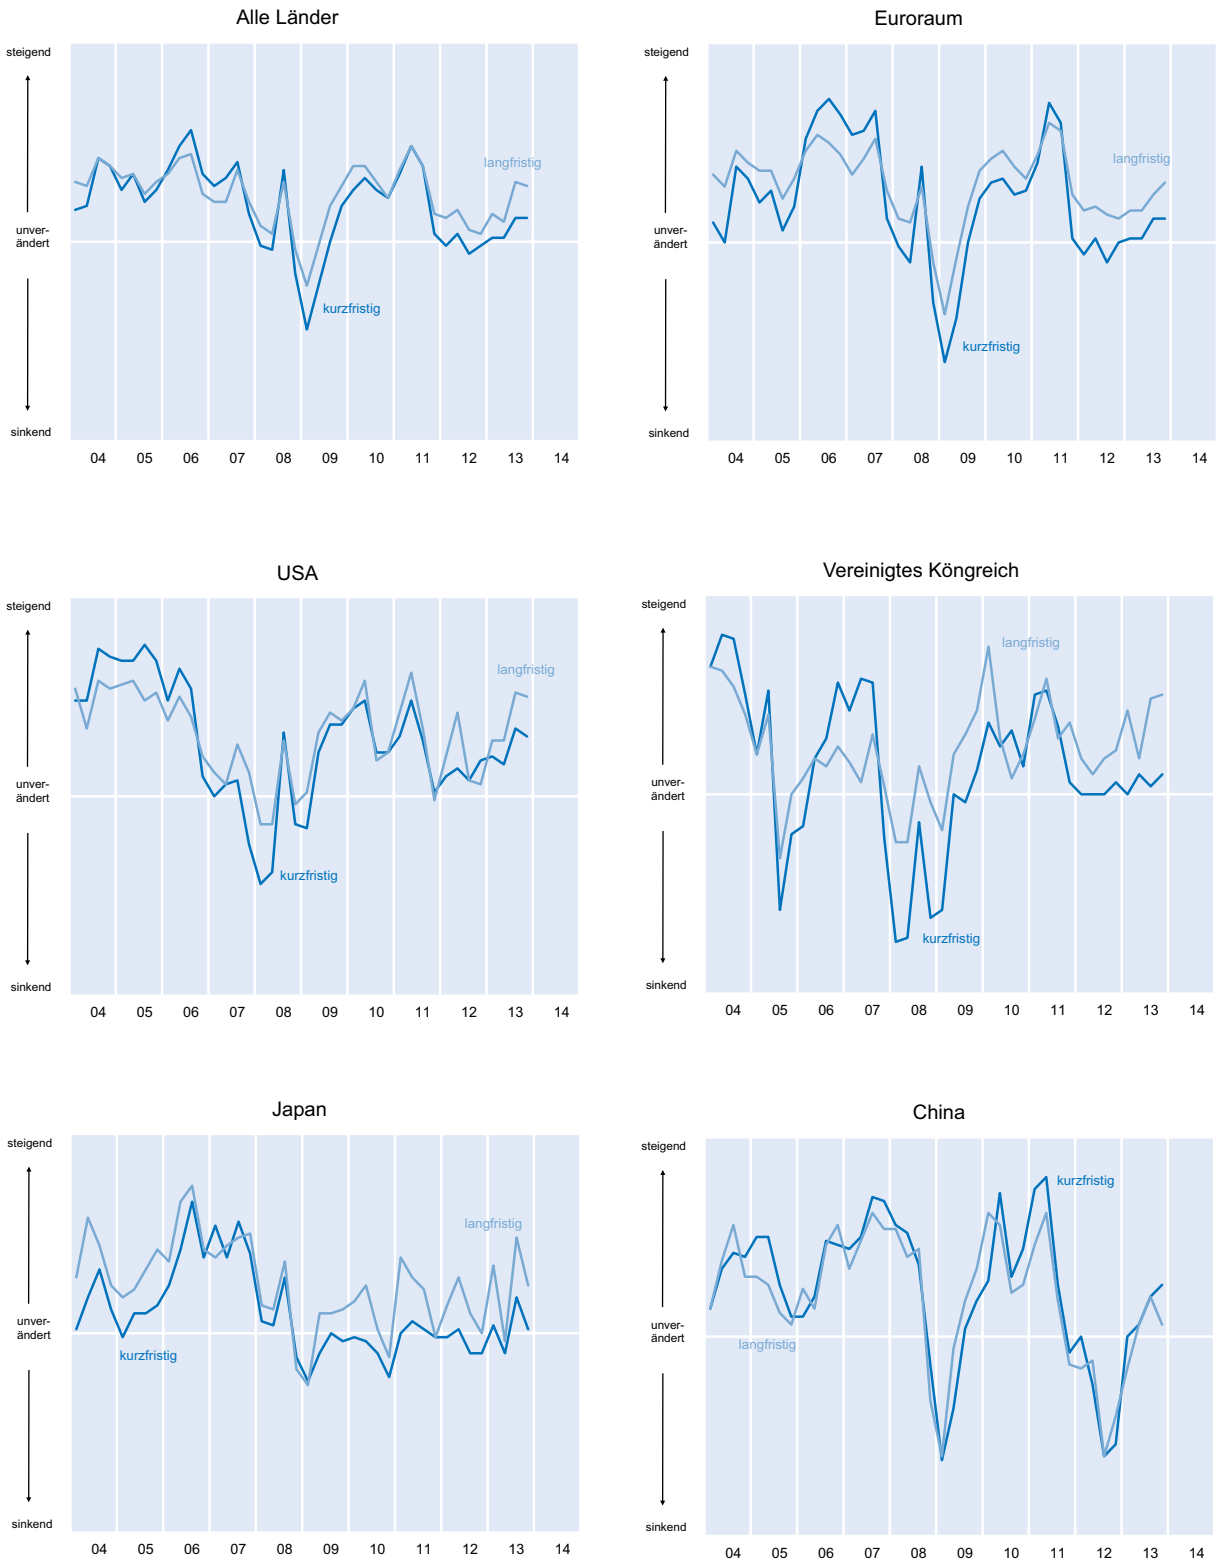 Alle Länder
steigend
langfristig
unver-
ändert
kurzfristig
sinkend
04 05 06 07 08 09 10 11 12 13 14
Euroraum
steigend
langfristig
unver-
ändert
kurzfristig
sinkend
04 05 06 07 08 09 10 11 12 13 14
USA
steigend
langfristig
unver-
ändert
kurzfristig
sinkend
04 05 06 07 08 09 10 11 12 13 14
Vereinigtes Köngreich
steigend
langfristig
unver-
ändert
kurzfristig
sinkend
04 05 06 07 08 09 10 11 12 13 14
Japan
steigend
langfristig
unver-
ändert
kurzfristig
sinkend
04 05 06 07 08 09 10 11 12 13 14
China
steigend
kurzfristig
unver-
ändert
langfristig
sinkend
04 05 06 07 08 09 10 11 12 13 14